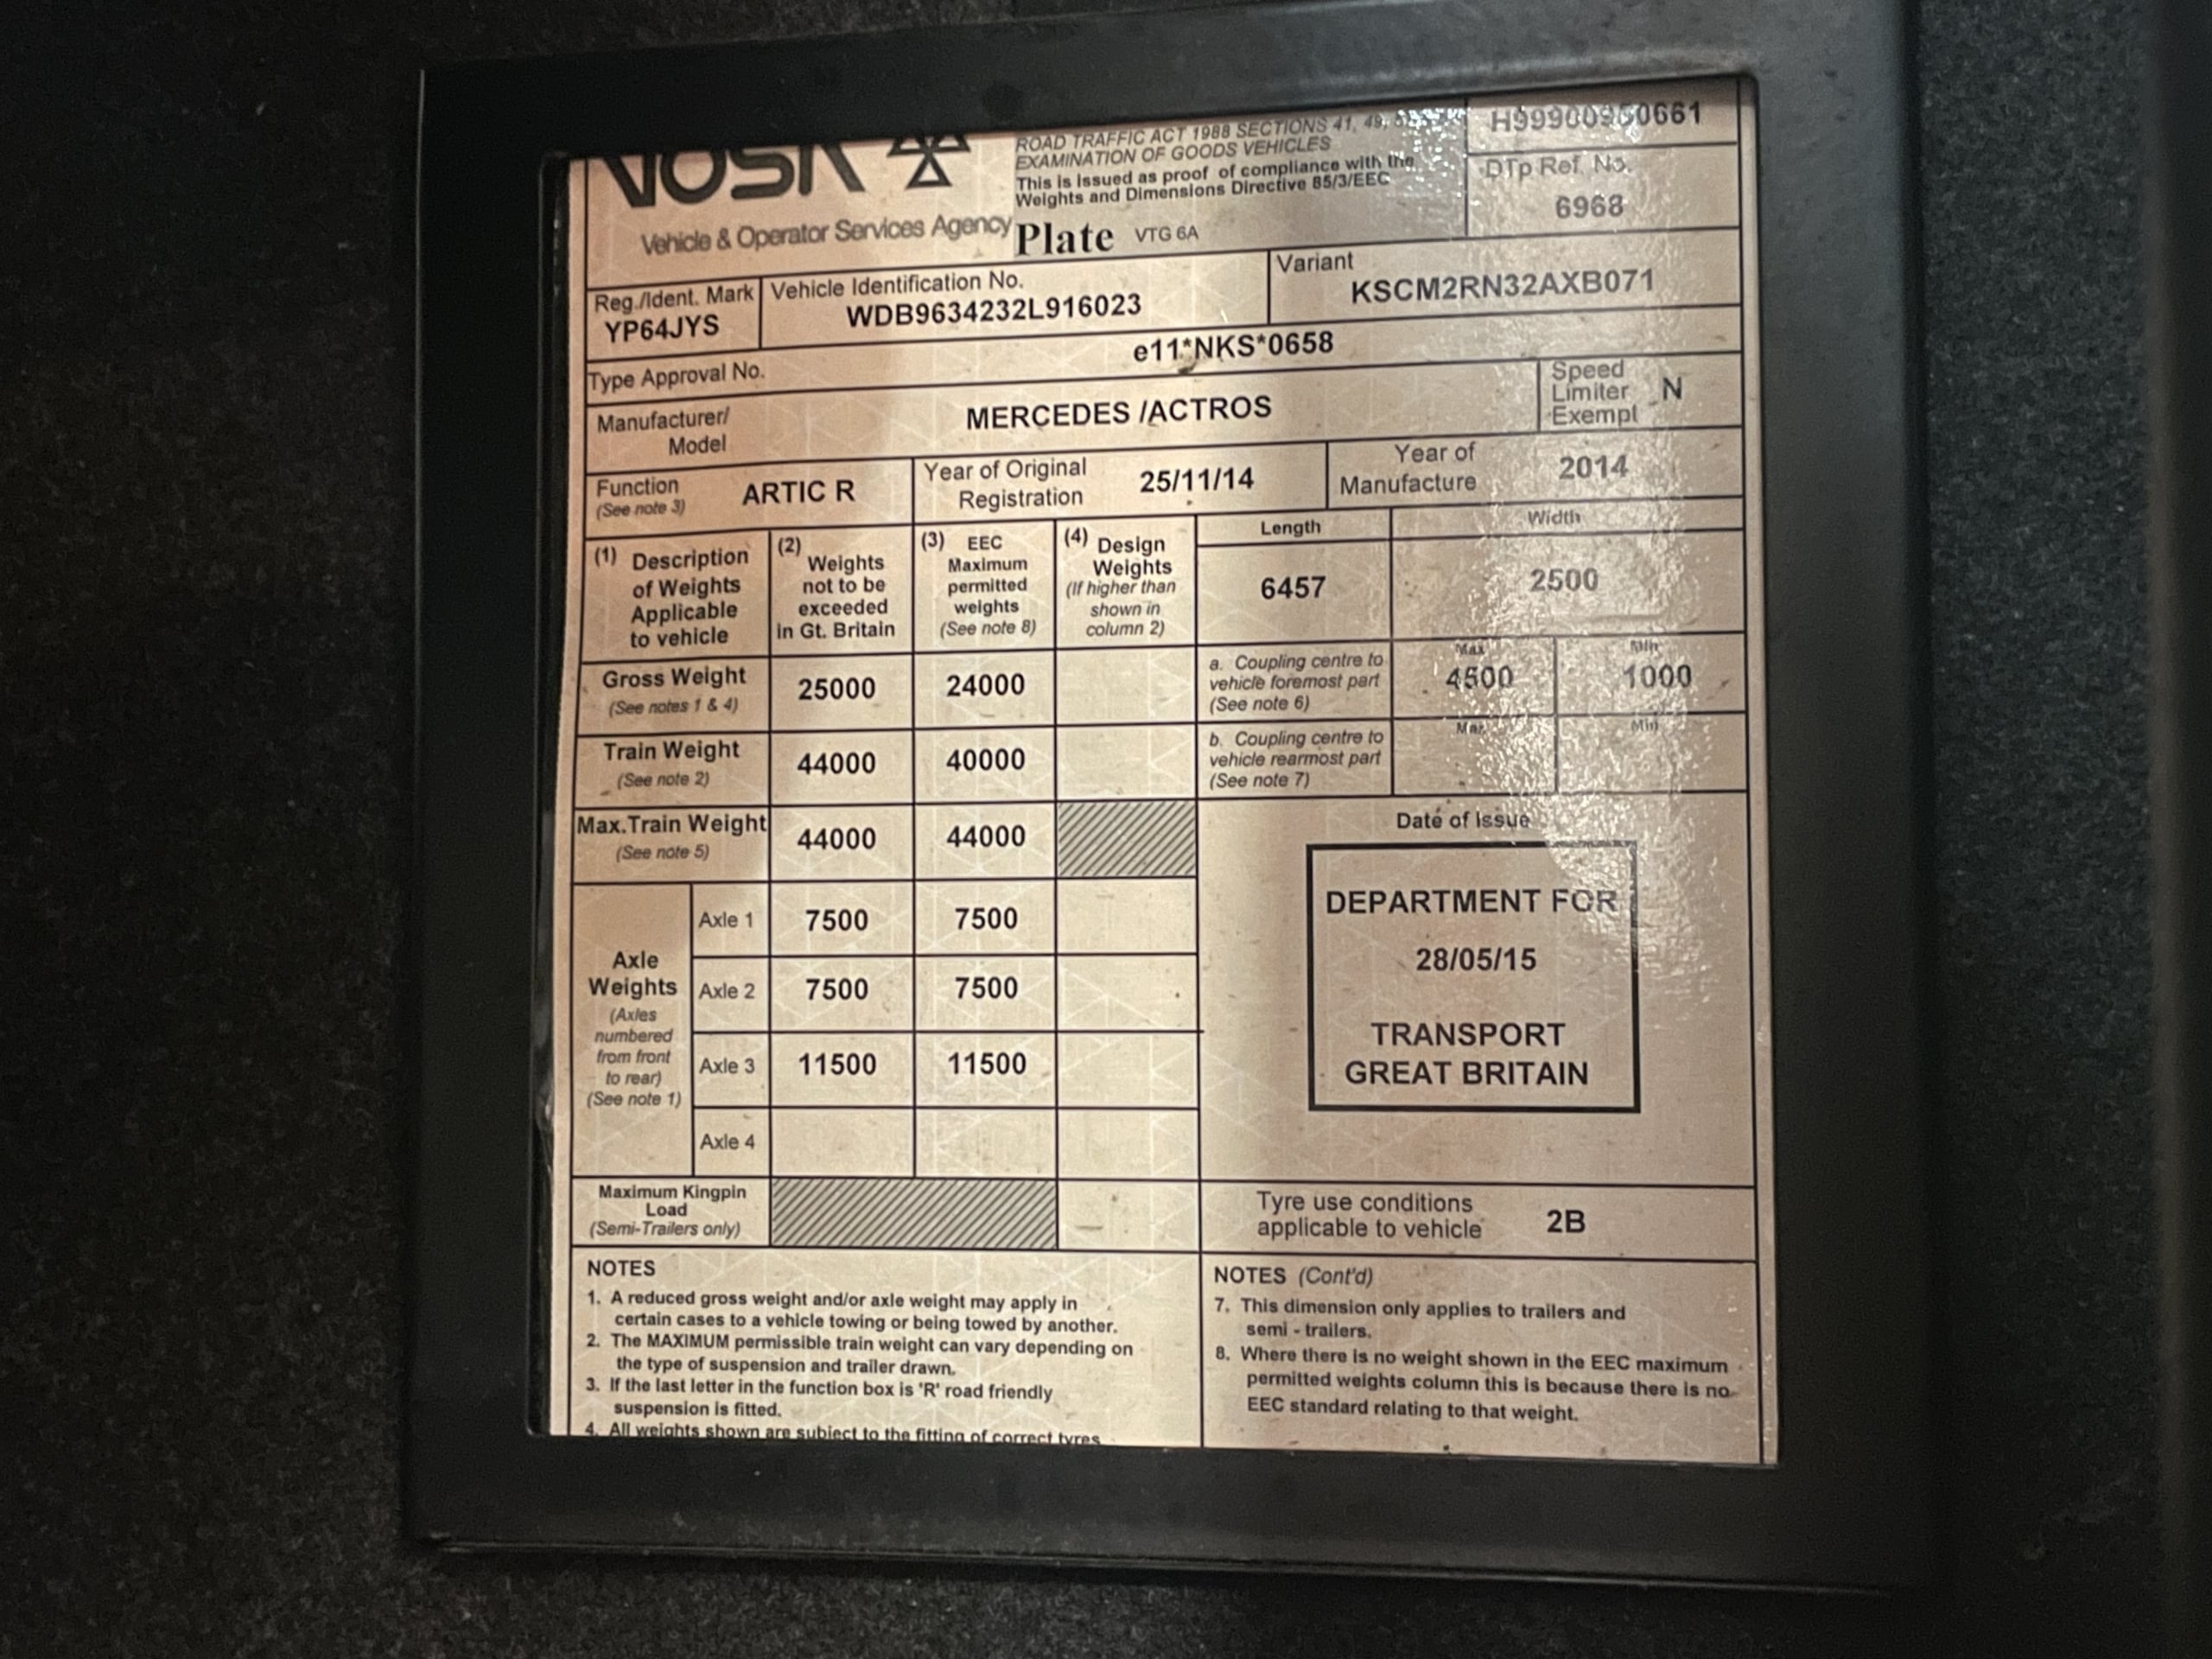 VOSA
ROAD TRAFFIC ACT 1988 SECTIONS 41, 49,
EXAMINATION OF GOODS VEHICLES
This is issued as proof of compliance with the
Weights and Dimensions Directive 85/3/EEC
Vehicle & Operator Services Agency
Plate VTG 6A
H99900950661
DTp Ref. No.
6968
Reg./Ident. Mark
YP64JYS
Vehicle Identification No.
WDB9634232L916023
Variant
KSCM2RN32AXB071
Type Approval No.
e11*NKS*0658
Manufacturer/
Model
MERCEDES /ACTROS
Speed
Limiter
Exempt
N
Function
(See note 3)
ARTIC R
Year of Original
Registration
25/11/14
Year of
Manufacture
2014
(1) Description
of Weights
Applicable
to vehicle
(2) Weights
not to be
exceeded
in Gt. Britain
(3) EEC
Maximum
permitted
weights
(See note 8)
(4) Design
Weights
(If higher than
shown in
column 2)
Length
6457
Width
2500
Gross Weight
(See notes 1 & 4)
25000
24000
a. Coupling centre to
vehicle foremost part
(See note 6)
Max
4500
Min
1000
Train Weight
(See note 2)
44000
40000
b. Coupling centre to
vehicle rearmost part
(See note 7)
Max
Min
Max.Train Weight
(See note 5)
44000
44000
Axle
Weights
(Axles
numbered
from front
to rear)
(See note 1)
Axle 1
7500
7500
Axle 2
7500
7500
Axle 3
11500
11500
Axle 4
Date of Issue
DEPARTMENT FOR
28/05/15
TRANSPORT
GREAT BRITAIN
Maximum Kingpin
Load
(Semi-Trailers only)
Tyre use conditions
applicable to vehicle
2B
NOTES
1. A reduced gross weight and/or axle weight may apply in
certain cases to a vehicle towing or being towed by another.
2. The MAXIMUM permissible train weight can vary depending on
the type of suspension and trailer drawn.
3. If the last letter in the function box is 'R' road friendly
suspension is fitted.
4. All weights shown are subject to the fitting of correct tyres
NOTES (Cont'd)
7. This dimension only applies to trailers and
semi - trailers.
8. Where there is no weight shown in the EEC maximum
permitted weights column this is because there is no
EEC standard relating to that weight.